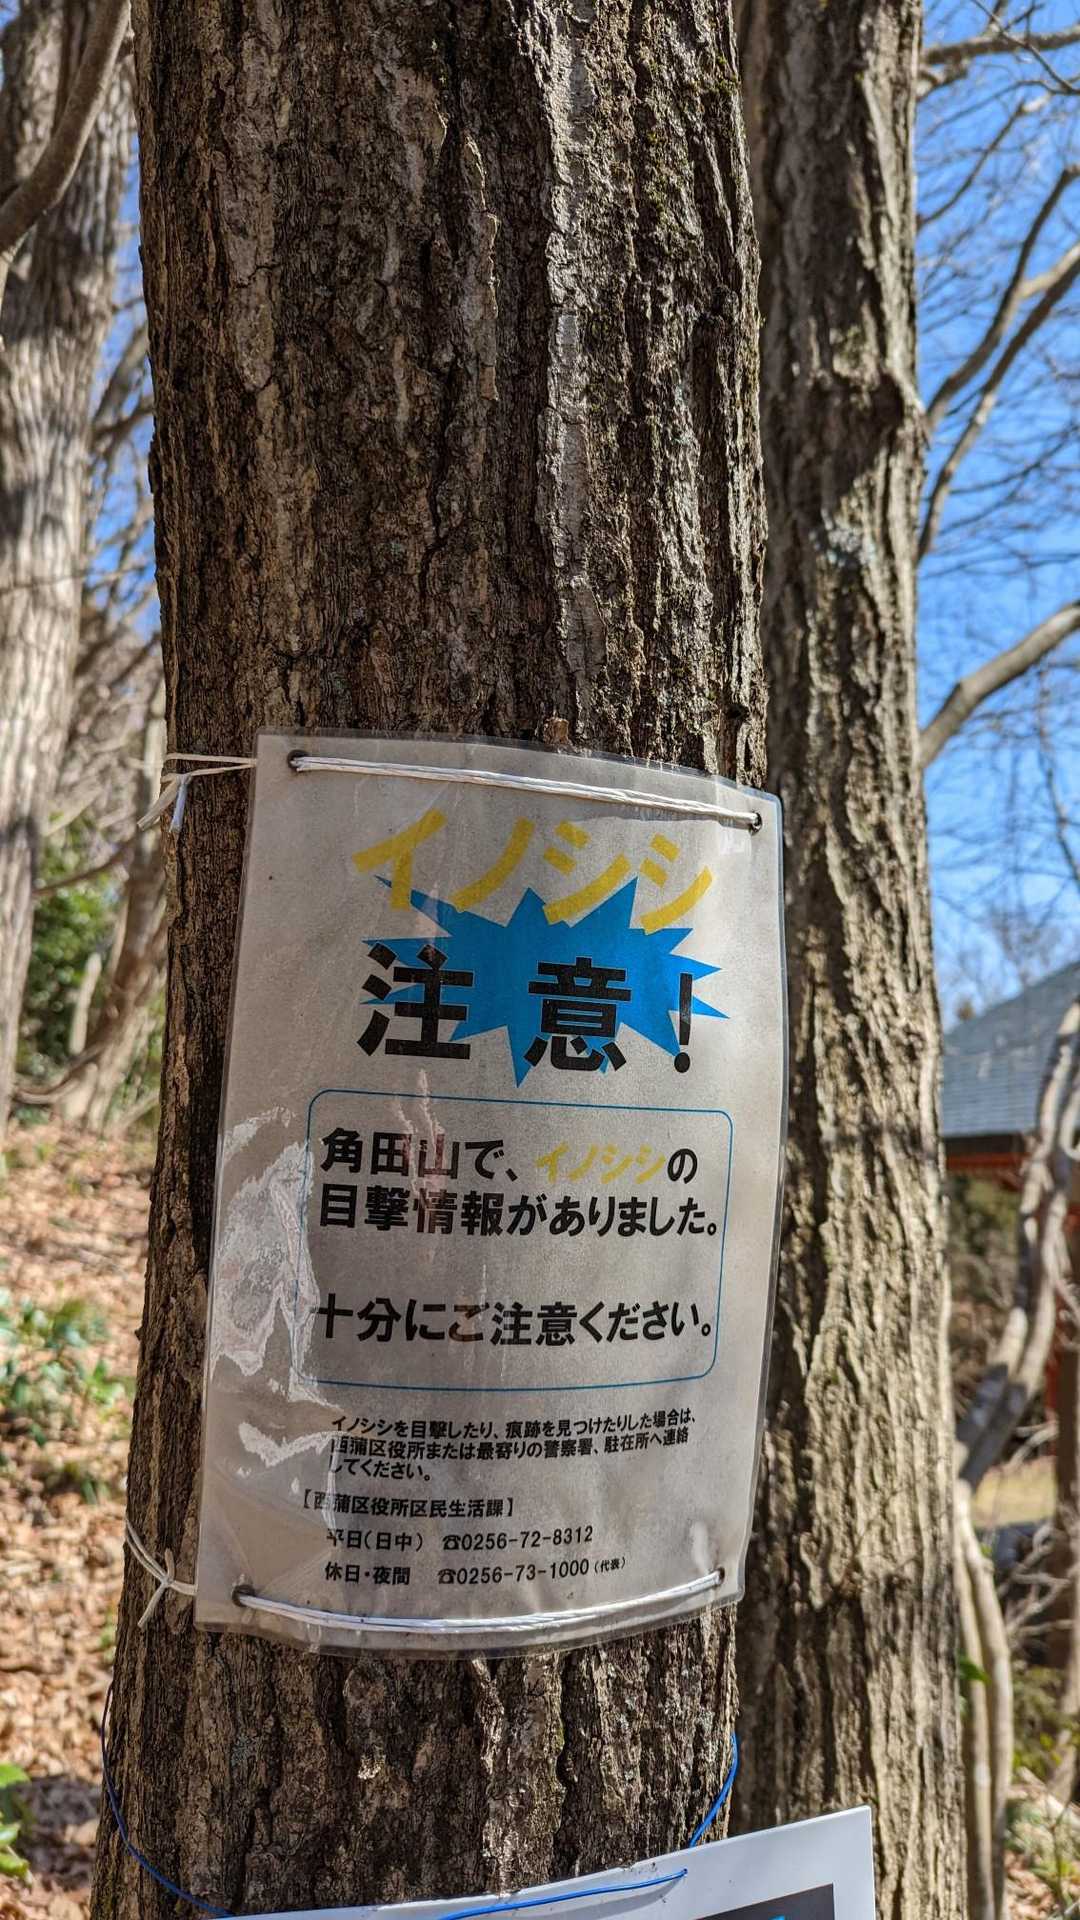 イノシシ
注意!
角田山で、イノシシの
目撃情報がありました。
十分にご注意ください。
イノシシを目撃したり、痕跡を見つけたりした場合は、
西蒲区役所または最寄りの警察署、駐在所へ連絡
してください。
【西蒲区役所区民生活課】
平日(日中) ☎0256-72-8312
休日・夜間 ☎0256-73-1000(代表)